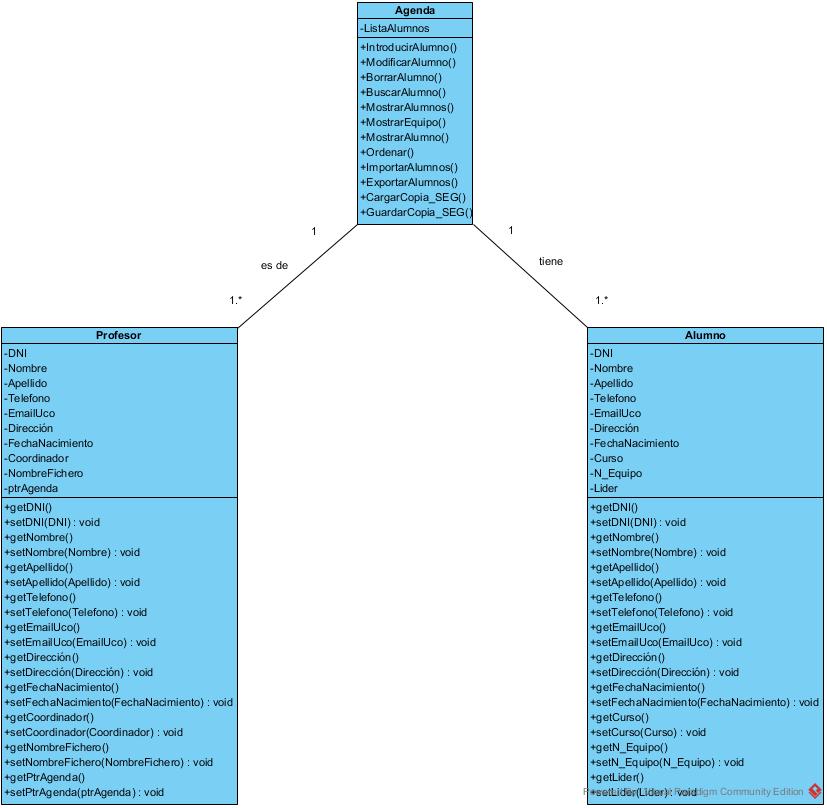 Agenda
-ListaAlumnos
+IntroducirAlumno()
+ModificarAlumno()
+BorrarAlumno()
+BuscarAlumno()
+MostrarAlumnos()
+MostrarEquipo()
+MostrarAlumno()
+Ordenar()
+ImportarAlumnos()
+ExportarAlumnos()
+CargarCopia_SEG()
+GuardarCopia_SEG()
1
es de
1.*
1
tiene
1.*
Profesor
-DNI
-Nombre
-Apellido
-Telefono
-EmailUco
-Dirección
-FechaNacimiento
-Coordinador
-NombreFichero
-ptrAgenda
+getDNI()
+setDNI(DNI) : void
+getNombre()
+setNombre(Nombre) : void
+getApellido()
+setApellido(Apellido) : void
+getTelefono()
+setTelefono(Telefono) : void
+getEmailUco()
+setEmailUco(EmailUco) : void
+getDirección()
+setDirección(Dirección) : void
+getFechaNacimiento()
+setFechaNacimiento(FechaNacimiento) : void
+getCoordinador()
+setCoordinador(Coordinador) : void
+getNombreFichero()
+setNombreFichero(NombreFichero) : void
+getPtrAgenda()
+setPtrAgenda(ptrAgenda) : void
Alumno
-DNI
-Nombre
-Apellido
-Telefono
-EmailUco
-Dirección
-FechaNacimiento
-Curso
-N_Equipo
-Lider
+getDNI()
+setDNI(DNI) : void
+getNombre()
+setNombre(Nombre) : void
+getApellido()
+setApellido(Apellido) : void
+getTelefono()
+setTelefono(Telefono) : void
+getEmailUco()
+setEmailUco(EmailUco) : void
+getDirección()
+setDirección(Dirección) : void
+getFechaNacimiento()
+setFechaNacimiento(FechaNacimiento) : void
+getCurso()
+setCurso(Curso) : void
+getN_Equipo()
+setN_Equipo(N_Equipo) : void
+getLider()
+setLider(Lider) : void
Paradigm Community Edition